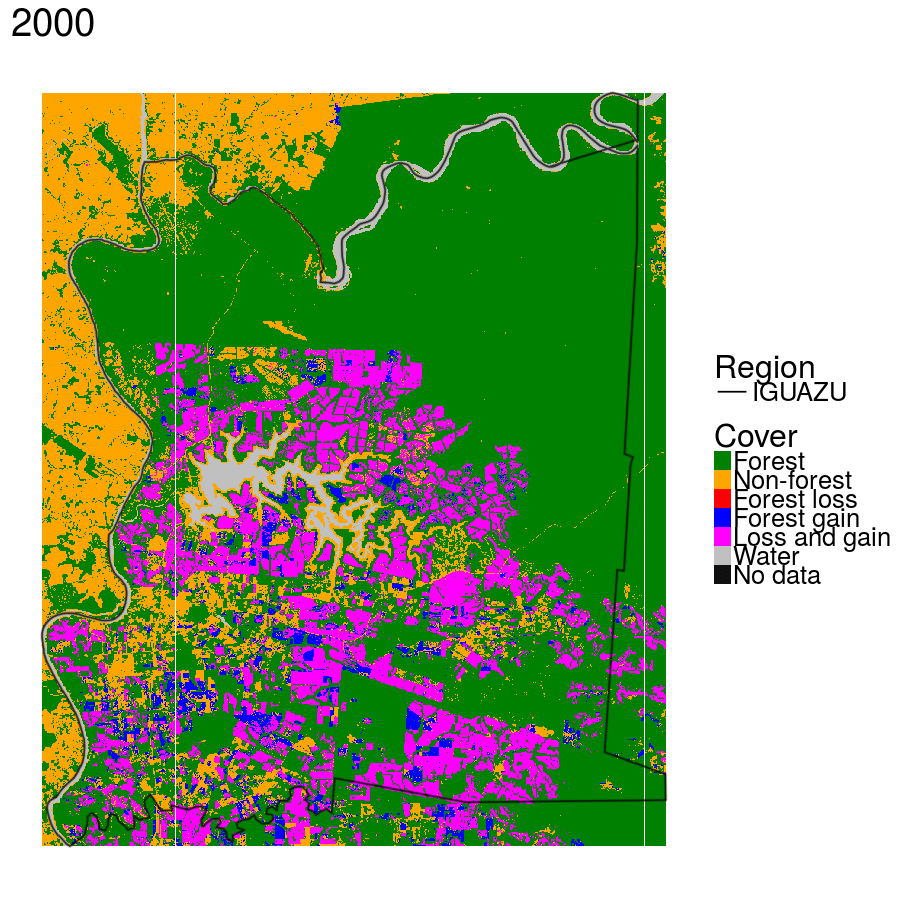 2000
Region
IGUAZU
Cover
Forest
Non-forest
Forest loss
Forest gain
Loss and gain
Water
No data